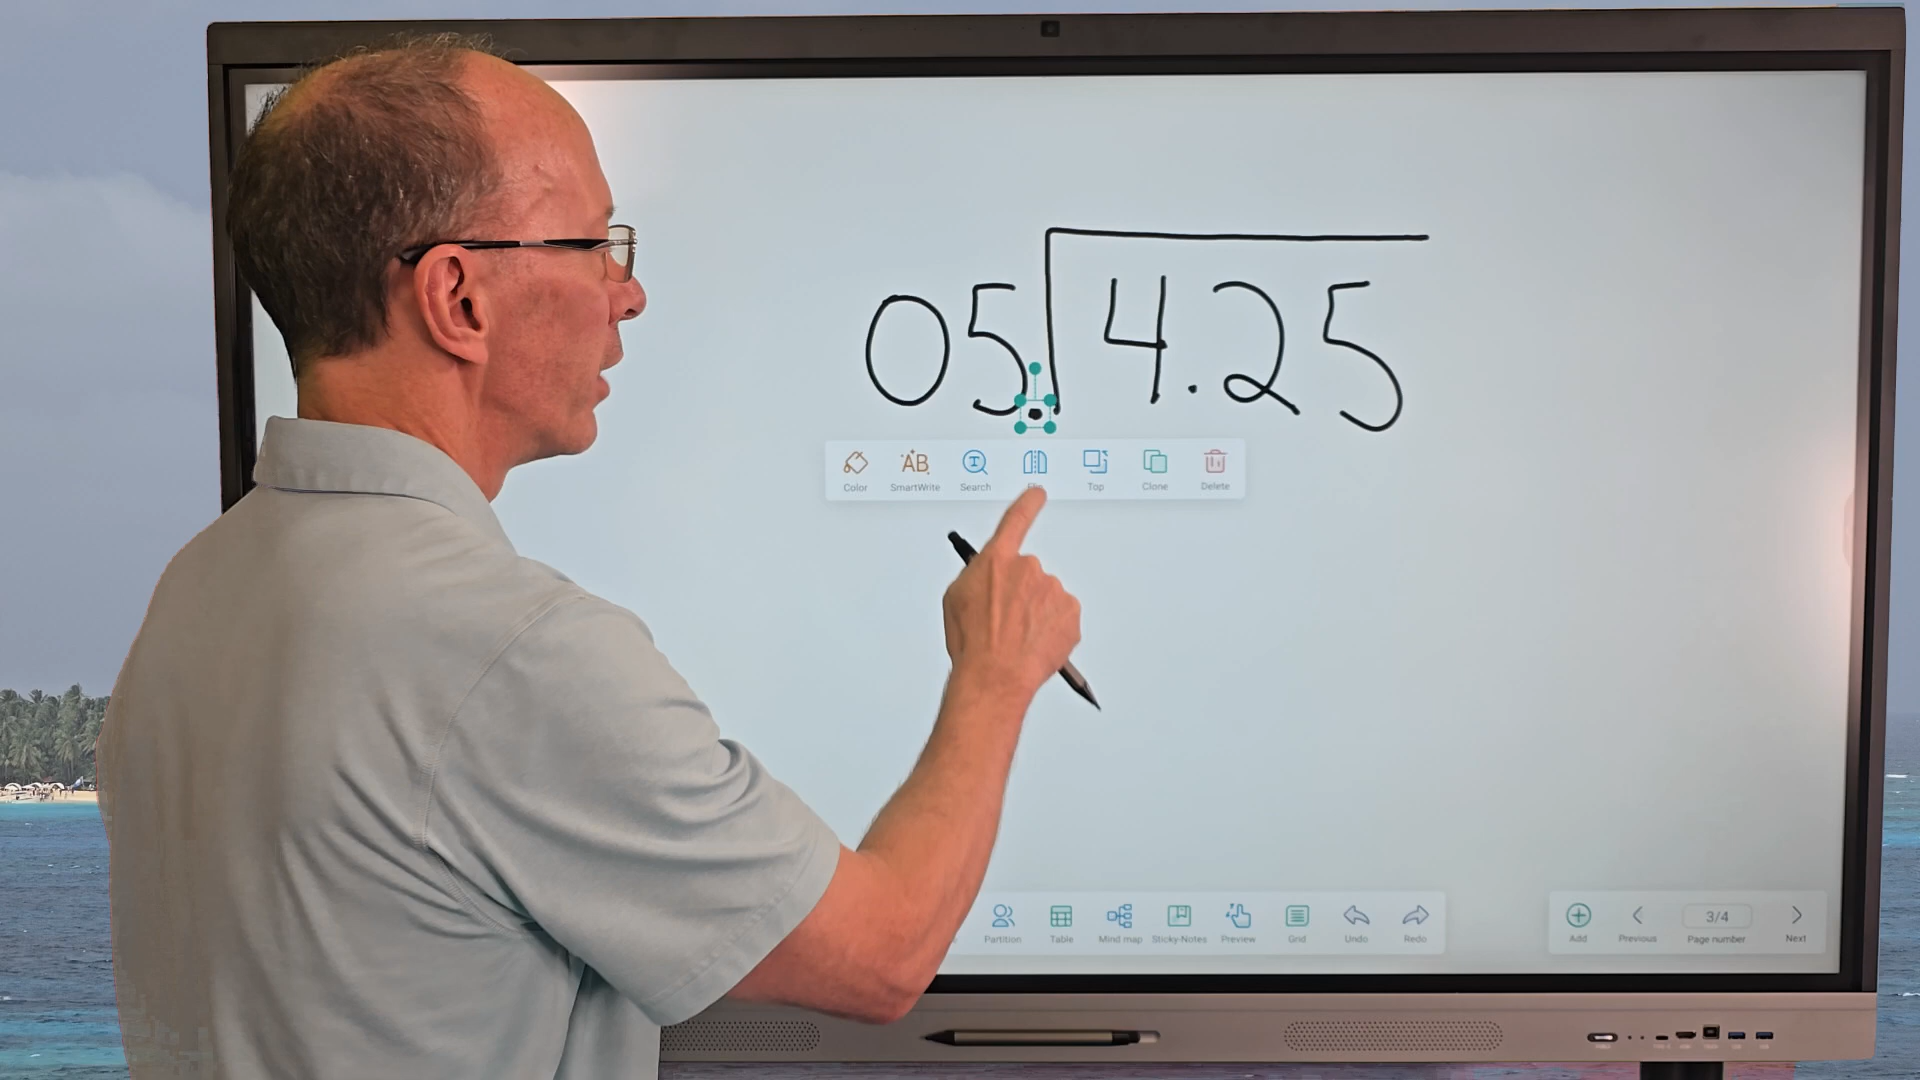 05. 4.25
Color SmartWrite Search Flip Top Clone Delete
Partition Table Mind map Sticky-Notes Preview Grid Undo Redo
Add Previous 3/4 Page number Next